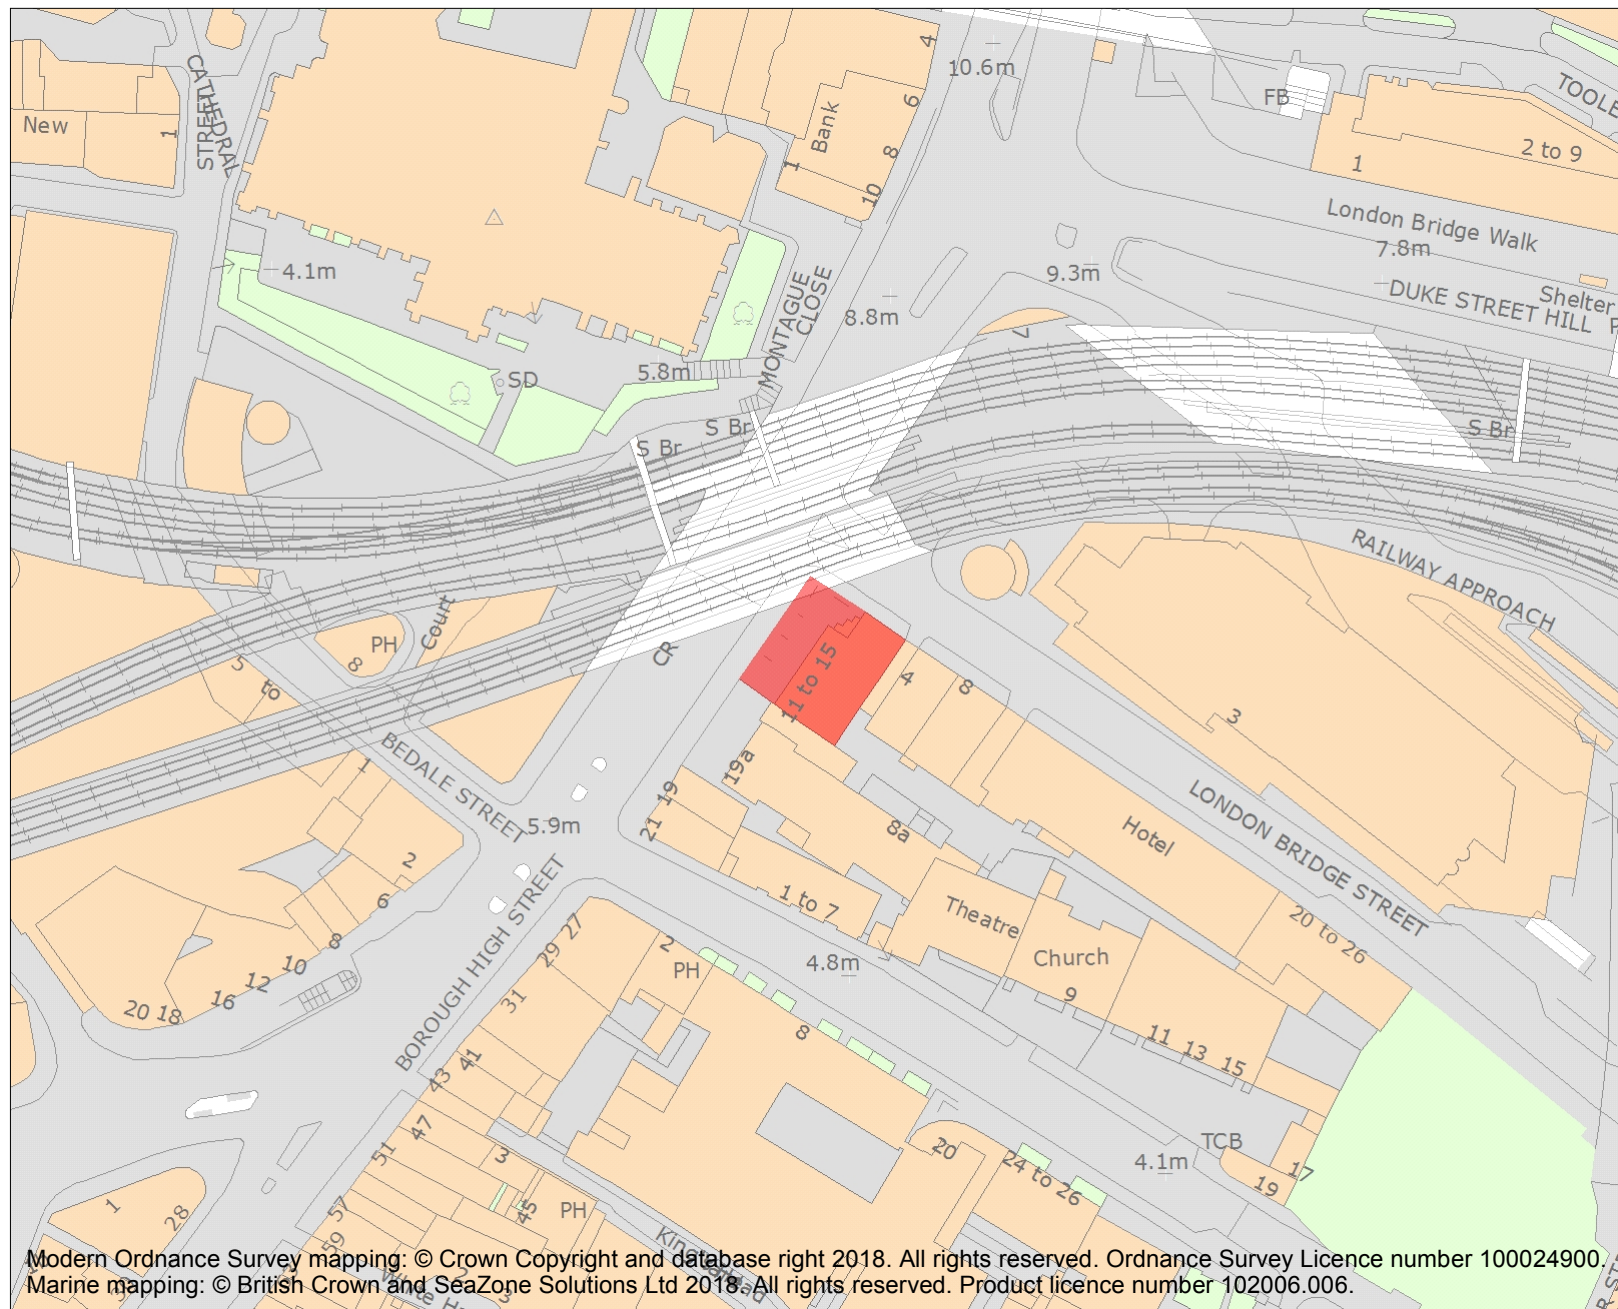 4
10.6m
CATHEDRAL
STREET
FB
TOOLE
New
1
Bank
6
8
1
10
1
2 to 9
London Bridge Walk
7.8m
4.1m
9.3m
MONTAGUE
CLOSE
DUKE STREET HILL
Shelter
8.8m
7
5.8m
SD
S Br
S Br
S Br
RAILWAY APPROACH
Court
PH
8
CR
5 to
11 to 15
4
8
3
BEDALE STREET
1
19a
19
21
5.9m
8a
Hotel
LONDON BRIDGE STREET
2
6
8
10
12
16
20 18
BOROUGH HIGH STREET
1 to 7
Theatre
Church
20 to 26
27
29
2
PH
4.8m
9
31
8
11 13 15
41
43
47
51
3
20
24 to 26
TCB
4.1m
17
19
1
28
57
59
45
PH
Modern Ordnance Survey mapping: © Crown Copyright and database right 2018. All rights reserved. Ordnance Survey Licence number 100024900.
Marine mapping: © British Crown and SeaZone Solutions Ltd 2018. All rights reserved. Product licence number 102006.006.